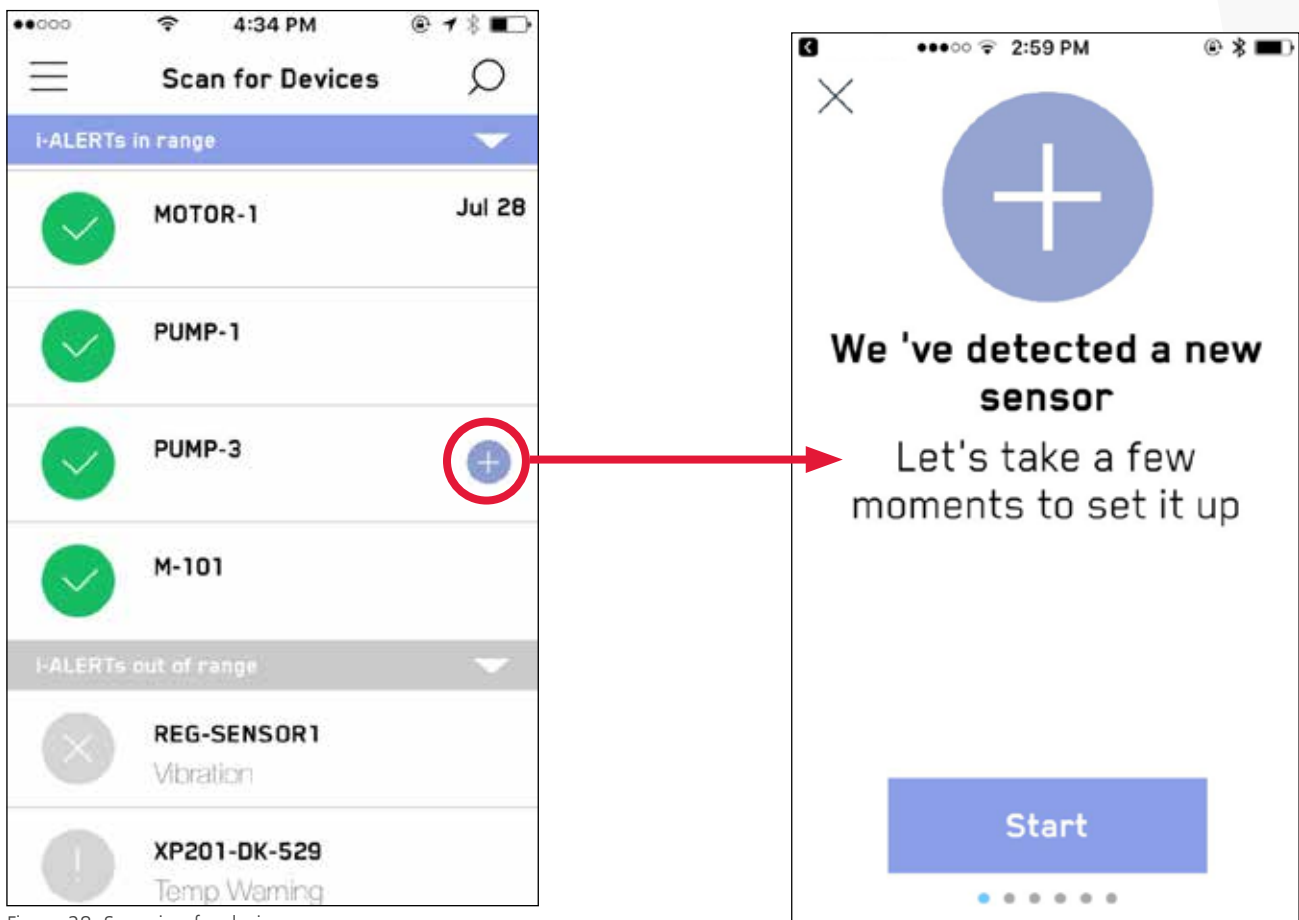 4:34 PM
Scan for Devices
i-ALERTs in range
MOTOR-1
Jul 28
PUMP-1
PUMP-3
M-101
i-ALERTs out of range
REG-SENSOR1
Vibration
XP201-DK-529
Temp Warning
2:59 PM
We 've detected a new
sensor
Let's take a few
moments to set it up
Start